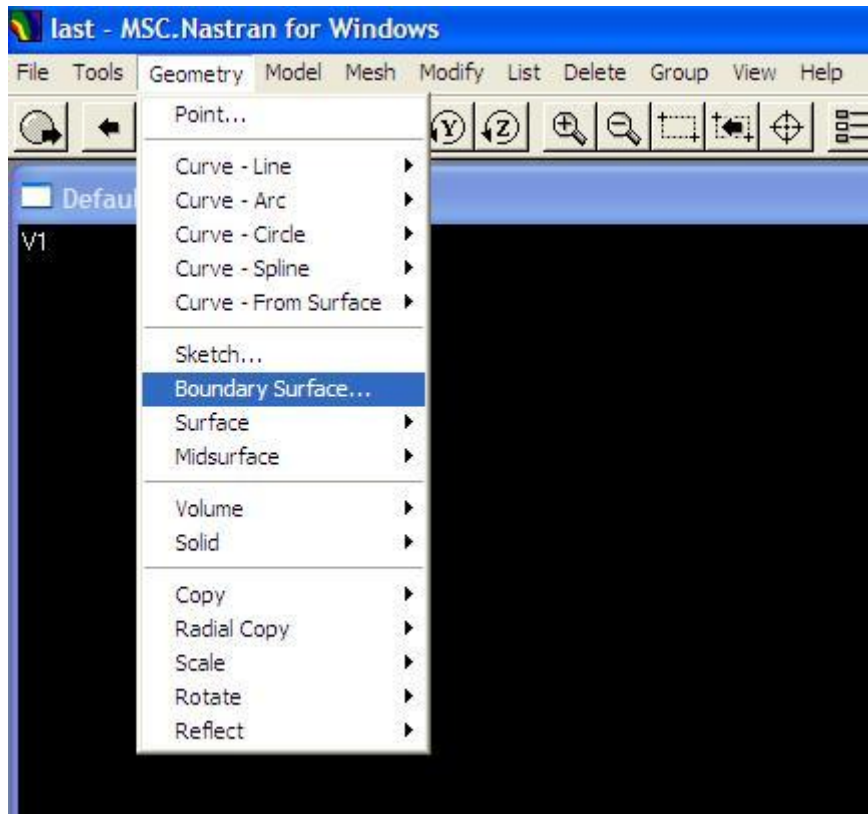 last - MSC.Nastran for Windows
File Tools Geometry Model Mesh Modify List Delete Group View Help
Point...
Y Z
Curve - Line
Defau
Curve - Arc
V1
Curve - Circle
Curve - Spline
Curve - From Surface
Sketch...
Boundary Surface...
Surface
Midsurface
Volume
Solid
Copy
Radial Copy
Scale
Rotate
Reflect